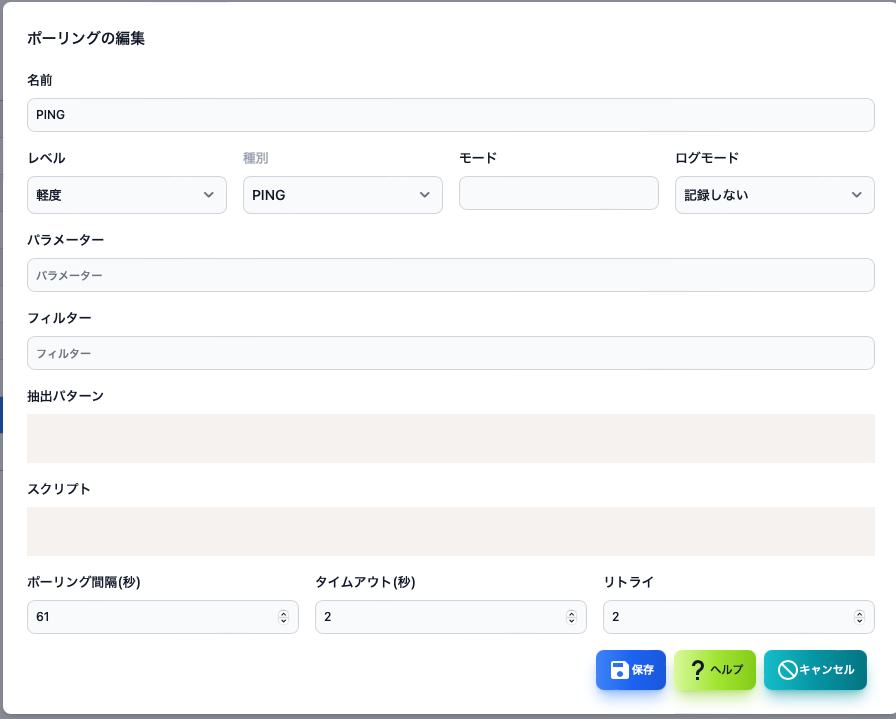 ポーリングの編集
名前
PING
レベル 種別 モード ログモード
軽度 PING 記録しない
パラメーター
パラメーター
フィルター
フィルター
抽出パターン
スクリプト
ポーリング間隔(秒) タイムアウト(秒) リトライ
61 2 2
保存 ? ヘルプ キャンセル